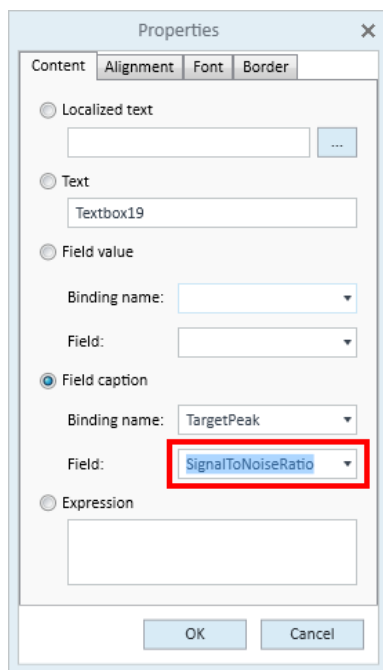 Properties
Content Alignment Font Border
Localized text
...
Text
Textbox19
Field value
Binding name:
Field:
Field caption
Binding name: TargetPeak
Field: SignalToNoiseRatio
Expression
OK Cancel